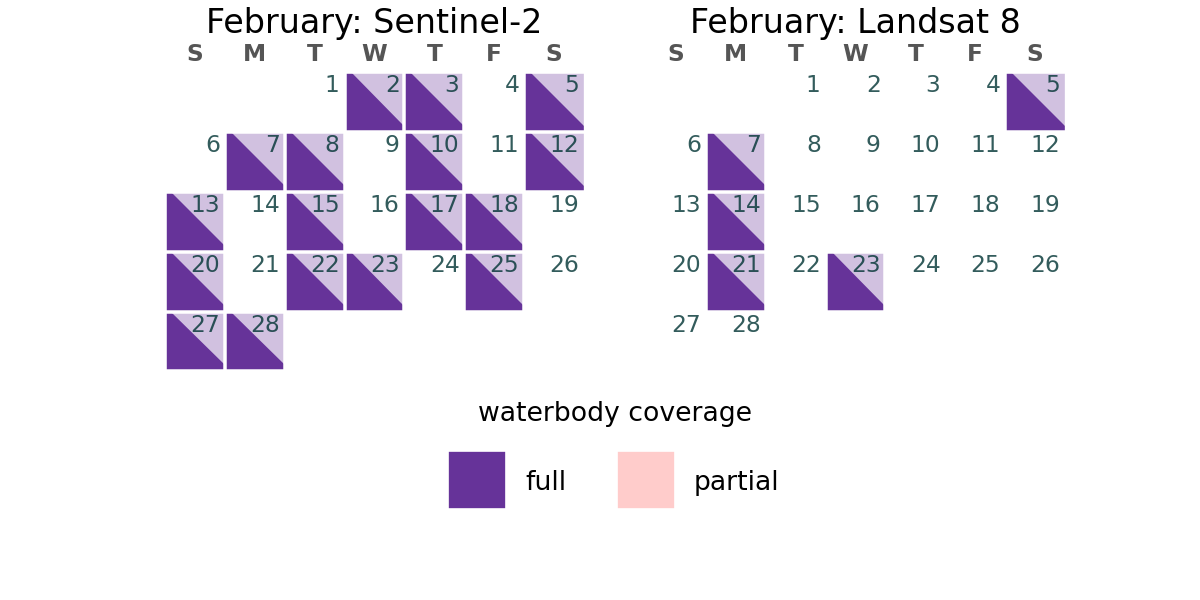 February: Sentinel-2
S M T W T F S
1 2 3 4 5
6 7 8 9 10 11 12
13 14 15 16 17 18 19
20 21 22 23 24 25 26
27 28
February: Landsat 8
S M T W T F S
1 2 3 4 5
6 7 8 9 10 11 12
13 14 15 16 17 18 19
20 21 22 23 24 25 26
27 28
waterbody coverage
full partial